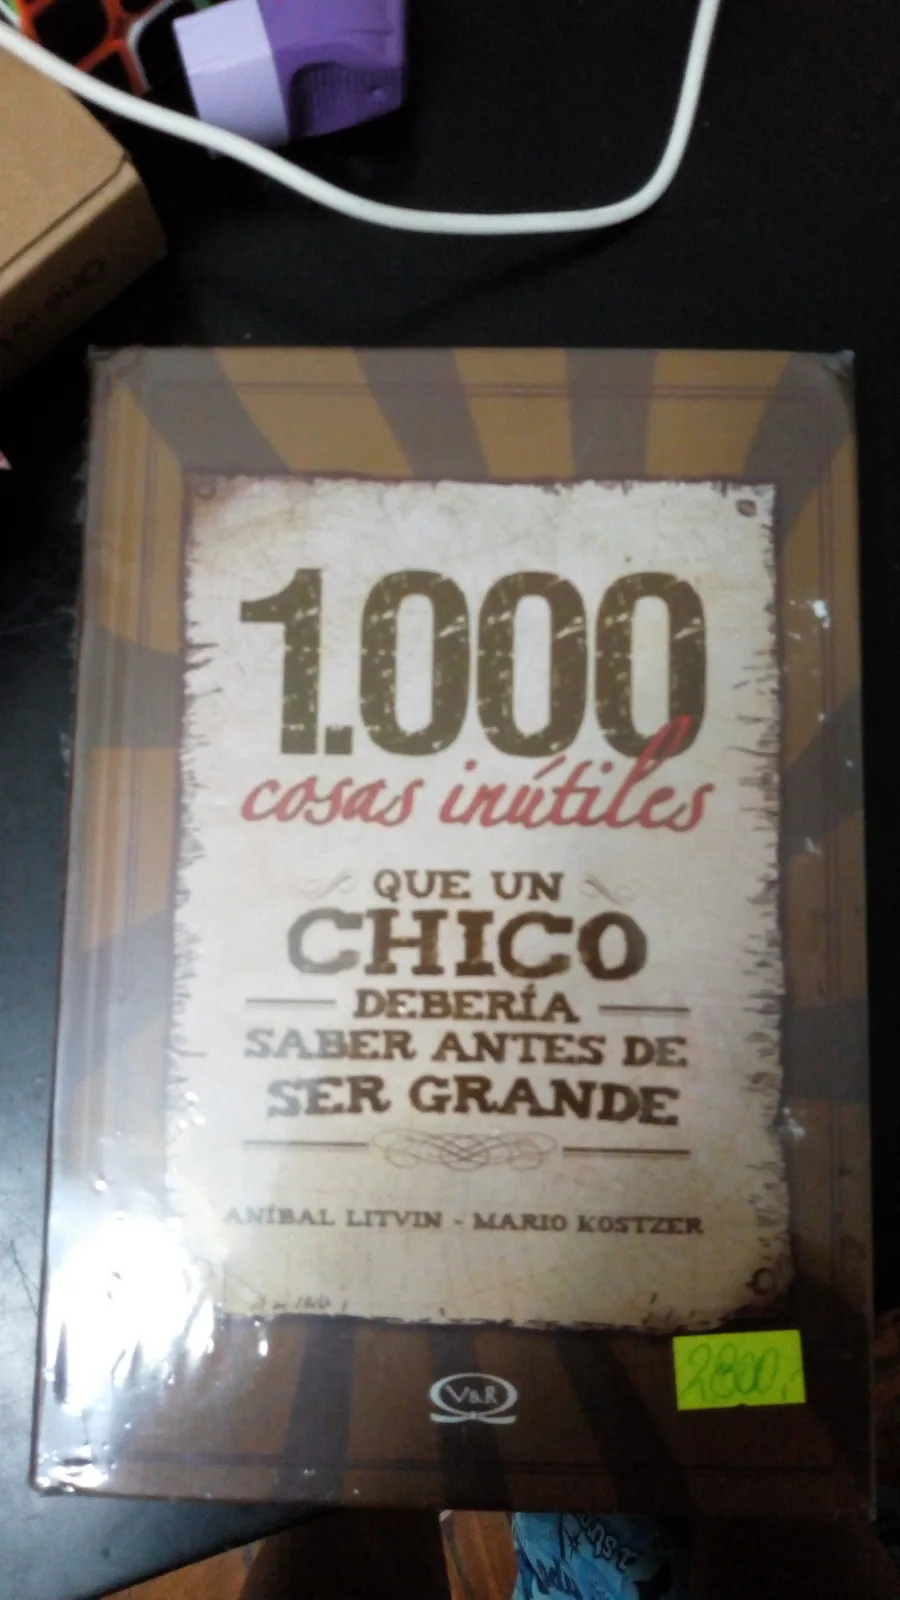 1.000
cosas inútiles
QUE UN
CHICO
DEBERÍA
SABER ANTES DE
SER GRANDE
ANÍBAL LITVIN - MARIO KOSTZER
V&R
2800,-